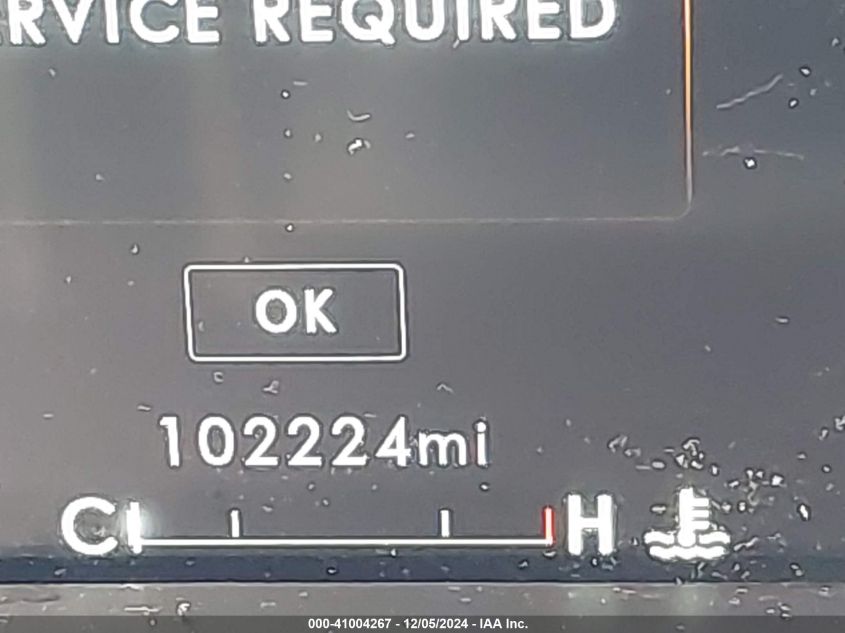 RVICE REQUIRED
OK
102224mi
C H
000-41004267 - 12/05/2024 - IAA Inc.